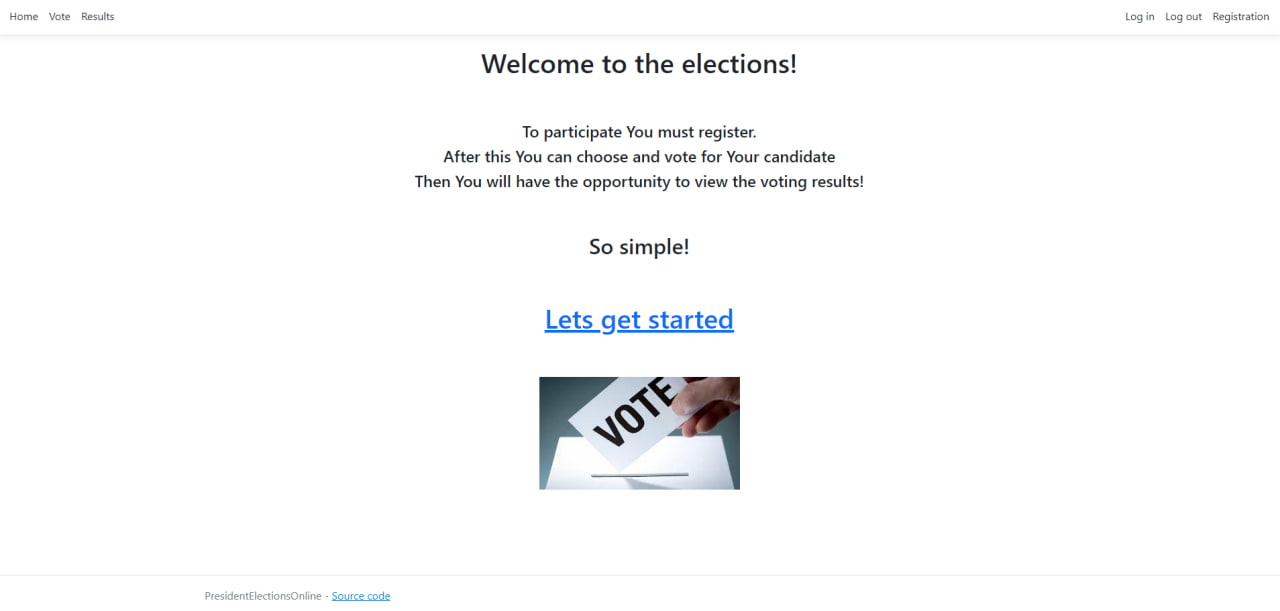 Home Vote Results Log in Log out Registration
Welcome to the elections!
To participate You must register.
After this You can choose and vote for Your candidate
Then You will have the opportunity to view the voting results!
So simple!
Lets get started
VOTE
PresidentElectionsOnline - Source code